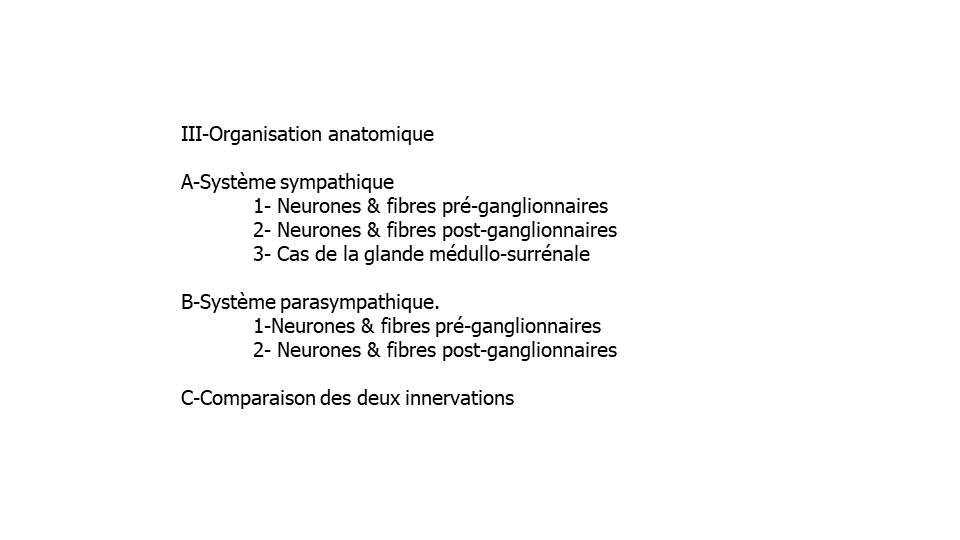 III-Organisation anatomique
A-Système sympathique
1- Neurones & fibres pré-ganglionnaires
2- Neurones & fibres post-ganglionnaires
3- Cas de la glande médullo-surrénale
B-Système parasympathique.
1-Neurones & fibres pré-ganglionnaires
2- Neurones & fibres post-ganglionnaires
C-Comparaison des deux innervations